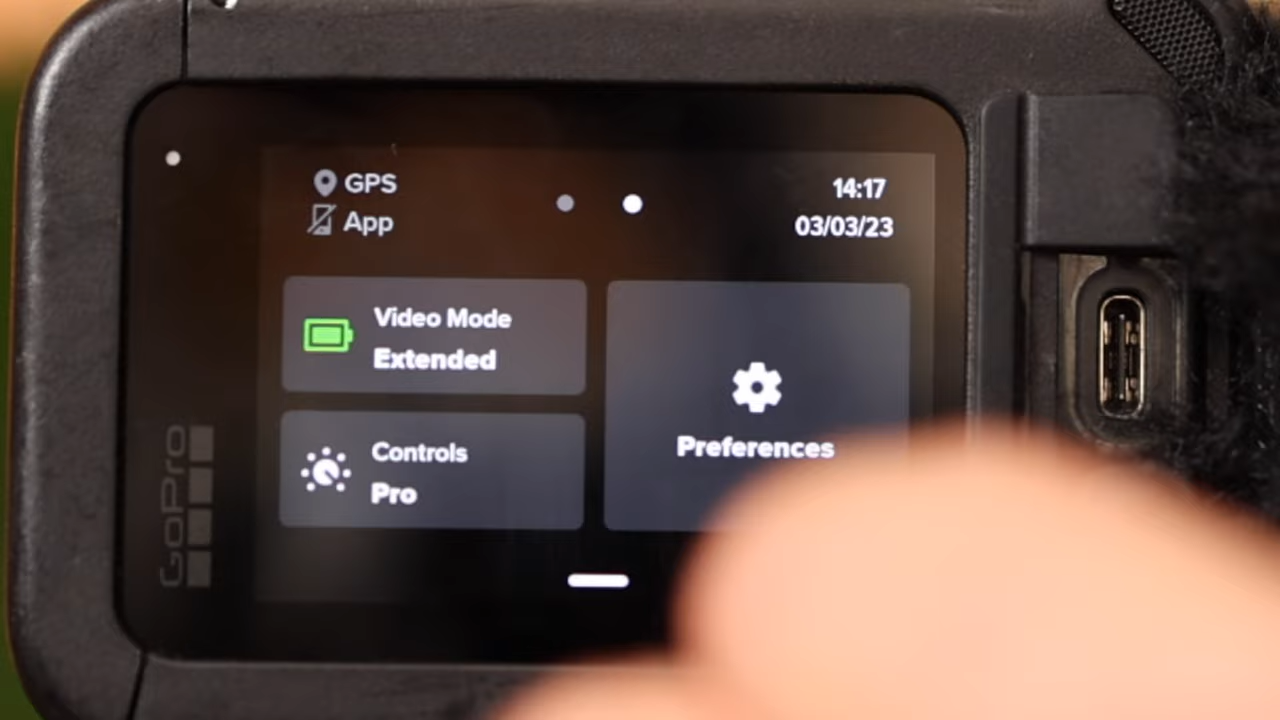 GPS
App
14:17
03/03/23
Video Mode
Extended
Controls
Pro
Preferences
GoPro